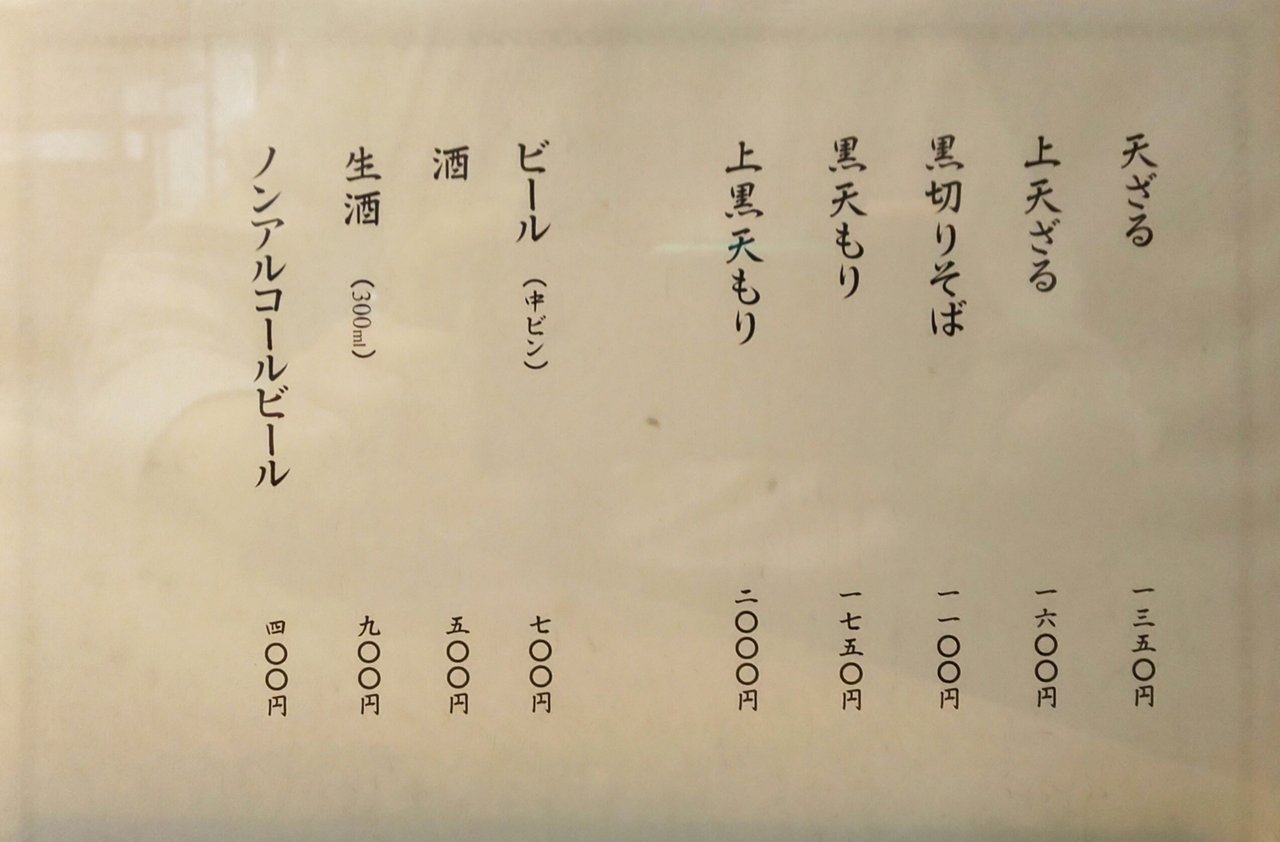 天ざる 一三五〇円
上天ざる 一六〇〇円
黒切りそば 一一〇〇円
黒天もり 一七五〇円
上黒天もり 二〇〇〇円
ビール (中ビン) 七〇〇円
酒 五〇〇円
生酒 (300ml) 九〇〇円
ノンアルコールビール 四〇〇円